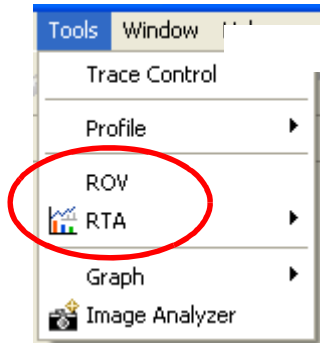 Tools Window
Trace Control
Profile
ROV
RTA
Graph
Image Analyzer